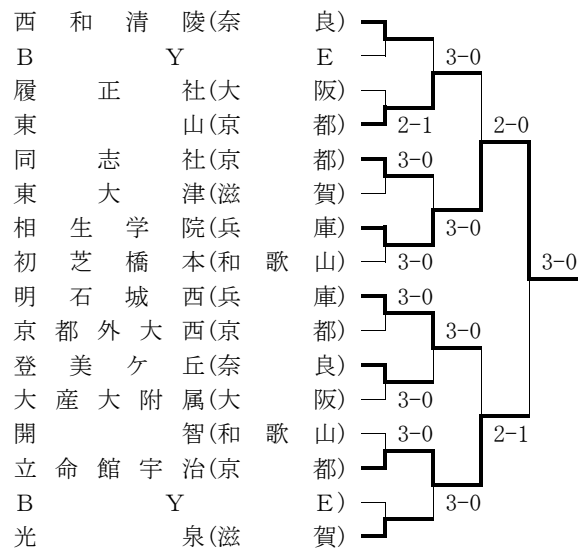 西和清陵(奈良)
BYE
3-0
履正社(大阪)
東山(京都)
2-1
2-0
同志社(京都)
3-0
東大津(滋賀)
相生学院(兵庫)
3-0
初芝橋本(和歌山)
3-0
3-0
明石城西(兵庫)
3-0
京都外大西(京都)
3-0
登美ケ丘(奈良)
大産大附属(大阪)
3-0
開智(和歌山)
3-0
2-1
立命館宇治(京都)
BYE)
3-0
光泉(滋賀)